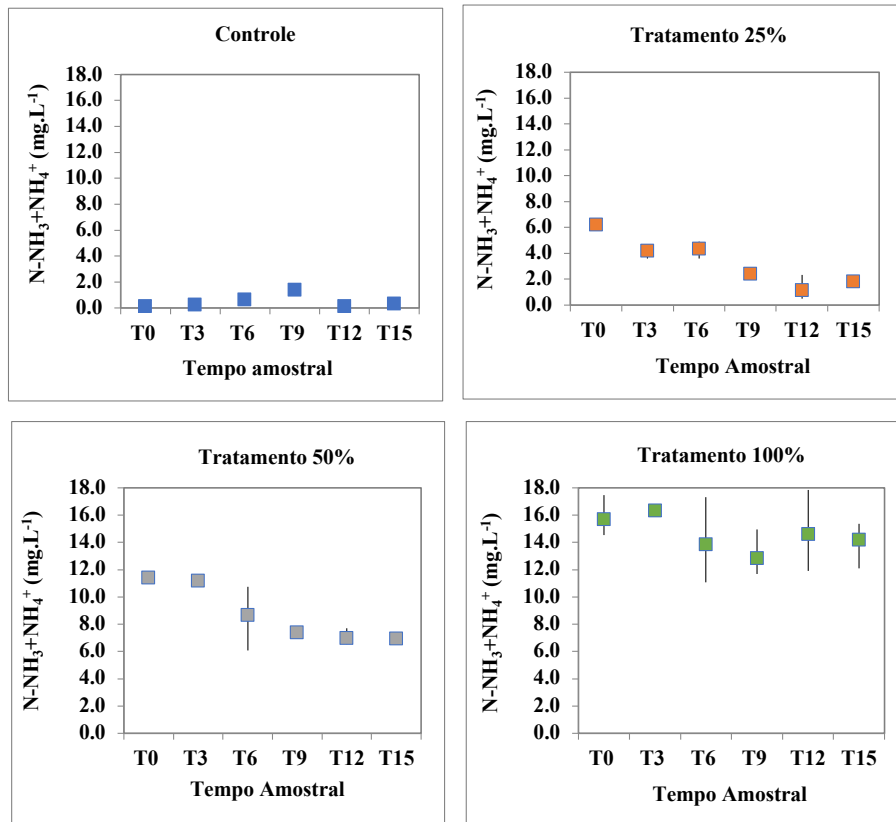 Controle
N-NH₃+NH₄⁺ (mg.L⁻¹)
18.0
16.0
14.0
12.0
10.0
8.0
6.0
4.0
2.0
0.0
T0 T3 T6 T9 T12 T15
Tempo amostral
Tratamento 25%
N-NH₃+NH₄⁺ (mg.L⁻¹)
18.0
16.0
14.0
12.0
10.0
8.0
6.0
4.0
2.0
0.0
T0 T3 T6 T9 T12 T15
Tempo Amostral
Tratamento 50%
N-NH₃+NH₄⁺ (mg.L⁻¹)
18.0
16.0
14.0
12.0
10.0
8.0
6.0
4.0
2.0
0.0
T0 T3 T6 T9 T12 T15
Tempo Amostral
Tratamento 100%
N-NH₃+NH₄⁺ (mg.L⁻¹)
18.0
16.0
14.0
12.0
10.0
8.0
6.0
4.0
2.0
0.0
T0 T3 T6 T9 T12 T15
Tempo Amostral